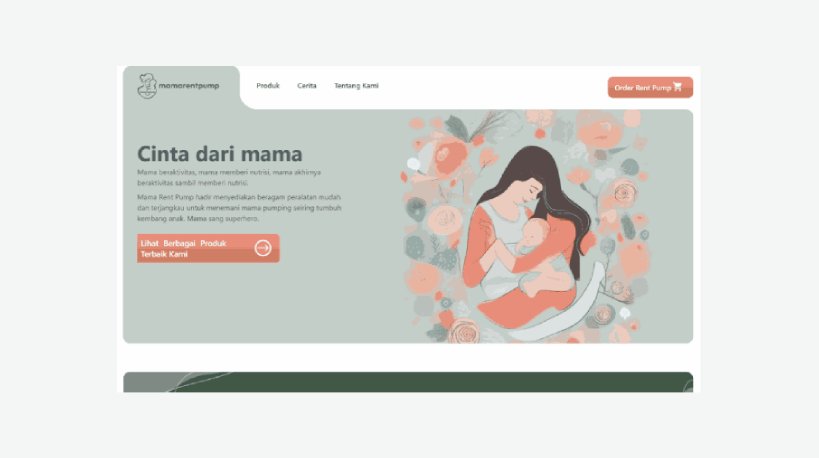 mamarentpump
Produk
Cerita
Tentang Kami
Order Rent Pump
Cinta dari mama
Mama beraktivitas, mama memberi nutrisi, mama akhirnya
beraktivitas sambil memberi nutrisi.
Mama Rent Pump hadir menyediakan beragam peralatan mudah
dan terjangkau untuk menemani mama pumping seiring tumbuh
kembang anak. Mama sang superhero.
Lihat Berbagai Produk
Terbaik Kami